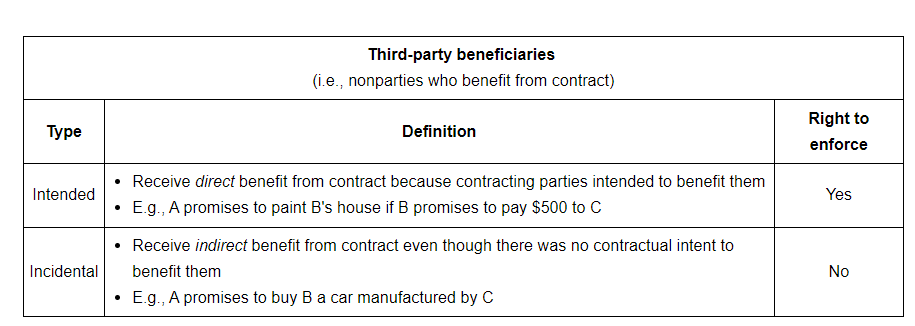 Third-party beneficiaries
(i.e., nonparties who benefit from contract)
Type
Definition
Right to
enforce
Intended
• Receive direct benefit from contract because contracting parties intended to benefit them
• E.g., A promises to paint B's house if B promises to pay $500 to C
Yes
Incidental
• Receive indirect benefit from contract even though there was no contractual intent to
benefit them
• E.g., A promises to buy B a car manufactured by C
No